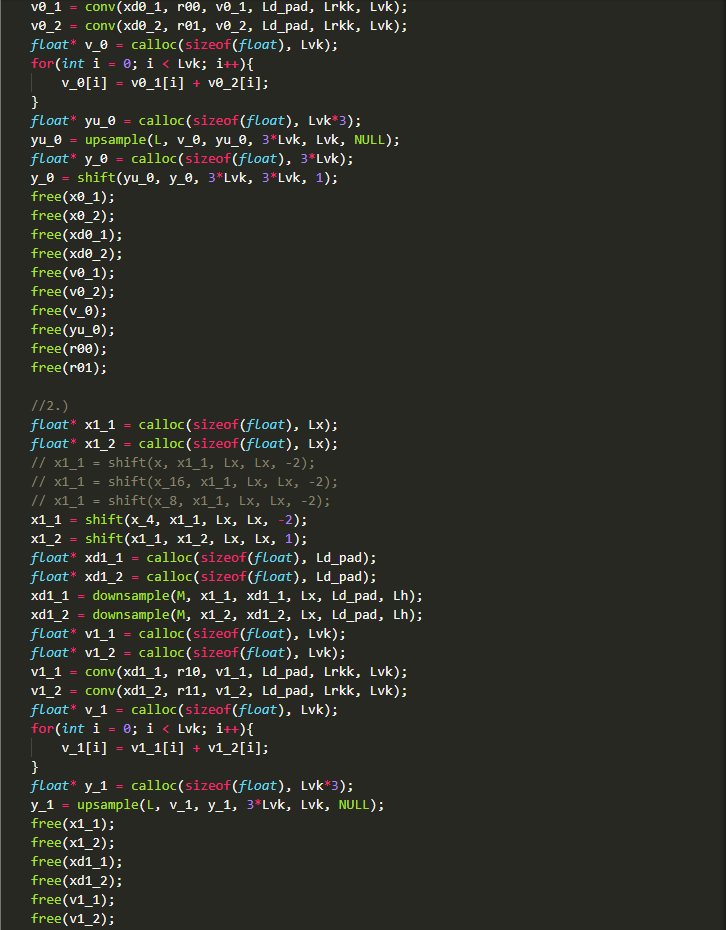 v0_1 = conv(xd0_1, r00, v0_1, Ld_pad, Lrkk, Lvk);
v0_2 = conv(xd0_2, r01, v0_2, Ld_pad, Lrkk, Lvk);
float* v_0 = calloc(sizeof(float), Lvk);
for(int i = 0; i < Lvk; i++){
    v_0[i] = v0_1[i] + v0_2[i];
}
float* yu_0 = calloc(sizeof(float), Lvk*3);
yu_0 = upsample(L, v_0, yu_0, 3*Lvk, Lvk, NULL);
float* y_0 = calloc(sizeof(float), 3*Lvk);
y_0 = shift(yu_0, y_0, 3*Lvk, 3*Lvk, 1);
free(x0_1);
free(x0_2);
free(xd0_1);
free(xd0_2);
free(v0_1);
free(v0_2);
free(v_0);
free(yu_0);
free(r00);
free(r01);
//2.)
float* x1_1 = calloc(sizeof(float), Lx);
float* x1_2 = calloc(sizeof(float), Lx);
// x1_1 = shift(x, x1_1, Lx, Lx, -2);
// x1_1 = shift(x_16, x1_1, Lx, Lx, -2);
// x1_1 = shift(x_8, x1_1, Lx, Lx, -2);
x1_1 = shift(x_4, x1_1, Lx, Lx, -2);
x1_2 = shift(x1_1, x1_2, Lx, Lx, 1);
float* xd1_1 = calloc(sizeof(float), Ld_pad);
float* xd1_2 = calloc(sizeof(float), Ld_pad);
xd1_1 = downsample(M, x1_1, xd1_1, Lx, Ld_pad, Lh);
xd1_2 = downsample(M, x1_2, xd1_2, Lx, Ld_pad, Lh);
float* v1_1 = calloc(sizeof(float), Lvk);
float* v1_2 = calloc(sizeof(float), Lvk);
v1_1 = conv(xd1_1, r10, v1_1, Ld_pad, Lrkk, Lvk);
v1_2 = conv(xd1_2, r11, v1_2, Ld_pad, Lrkk, Lvk);
float* v_1 = calloc(sizeof(float), Lvk);
for(int i = 0; i < Lvk; i++){
    v_1[i] = v1_1[i] + v1_2[i];
}
float* y_1 = calloc(sizeof(float), Lvk*3);
y_1 = upsample(L, v_1, y_1, 3*Lvk, Lvk, NULL);
free(x1_1);
free(x1_2);
free(xd1_1);
free(xd1_2);
free(v1_1);
free(v1_2);